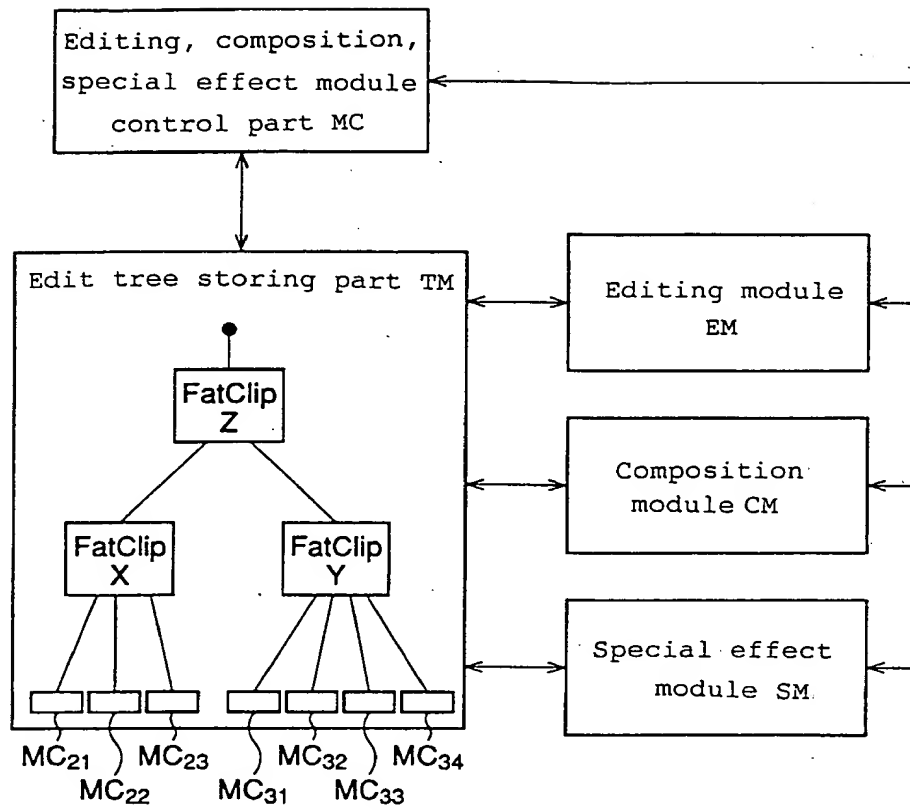 Editing, composition,
special effect module
control part MC
Edit tree storing part TM
FatClip
Z
FatClip
X
FatClip
Y
MC21
MC22
MC23
MC31
MC32
MC33
MC34
Editing module
EM
Composition
module CM
Special effect
module SM